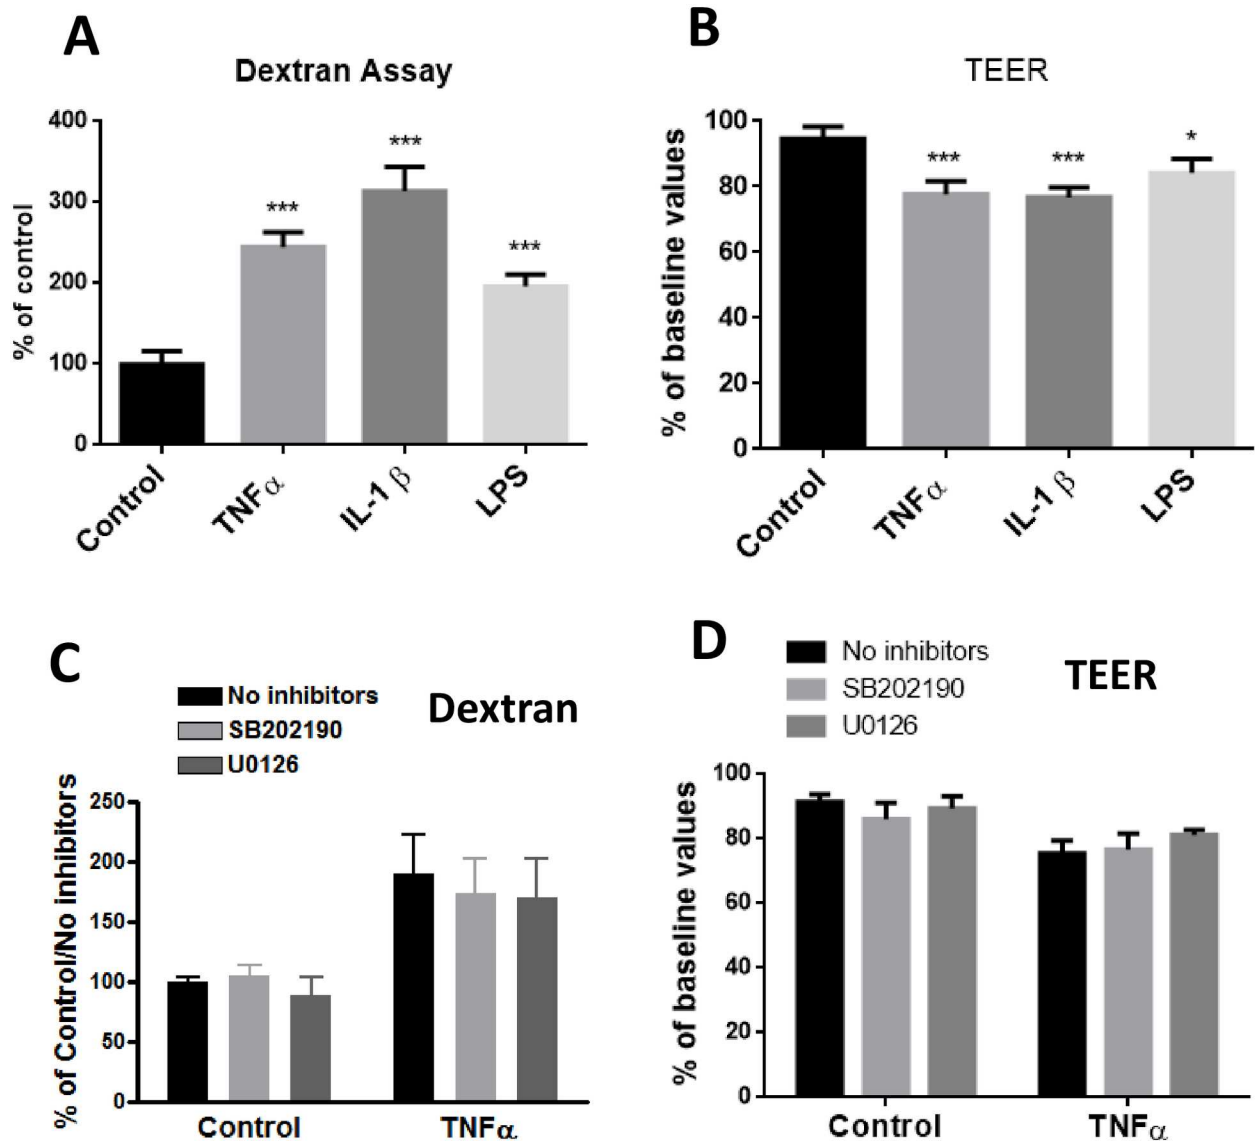 A
Dextran Assay
% of control
400
300
200
100
0
***
***
***
Control
TNFα
IL-1 β
LPS
B
TEER
% of baseline values
100
80
60
40
20
0
***
***
*
Control
TNFα
IL-1 β
LPS
C
No inhibitors
SB202190
U0126
Dextran
% of Control/No inhibitors
250
200
150
100
50
0
Control
TNFα
D
No inhibitors
SB202190
U0126
TEER
% of baseline values
100
80
60
40
20
0
Control
TNFα